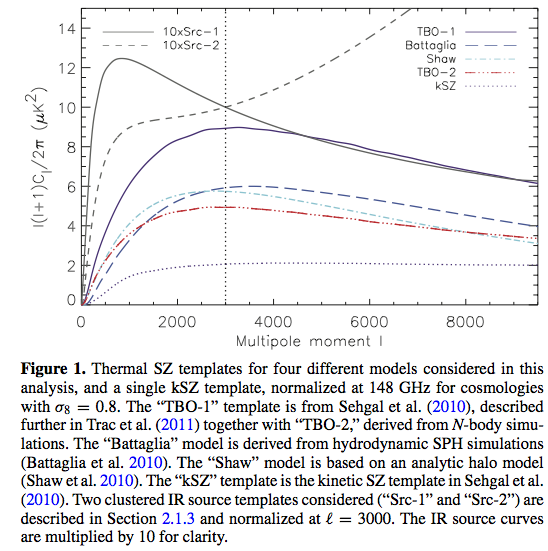 14
12
10
8
6
4
2
0
l(l+1)Cl/2π (μK²)
10xSrc-1
10xSrc-2
TBO-1
Battaglia
Shaw
TBO-2
kSZ
0 2000 4000 6000 8000
Multipole moment l
Figure 1. Thermal SZ templates for four different models considered in this
analysis, and a single kSZ template, normalized at 148 GHz for cosmologies
with σ8 = 0.8. The “TBO-1” template is from Sehgal et al. (2010), described
further in Trac et al. (2011) together with “TBO-2,” derived from N-body simu-
lations. The “Battaglia” model is derived from hydrodynamic SPH simulations
(Battaglia et al. 2010). The “Shaw” model is based on an analytic halo model
(Shaw et al. 2010). The “kSZ” template is the kinetic SZ template in Sehgal et al.
(2010). Two clustered IR source templates considered (“Src-1” and “Src-2”) are
described in Section 2.1.3 and normalized at ℓ = 3000. The IR source curves
are multiplied by 10 for clarity.